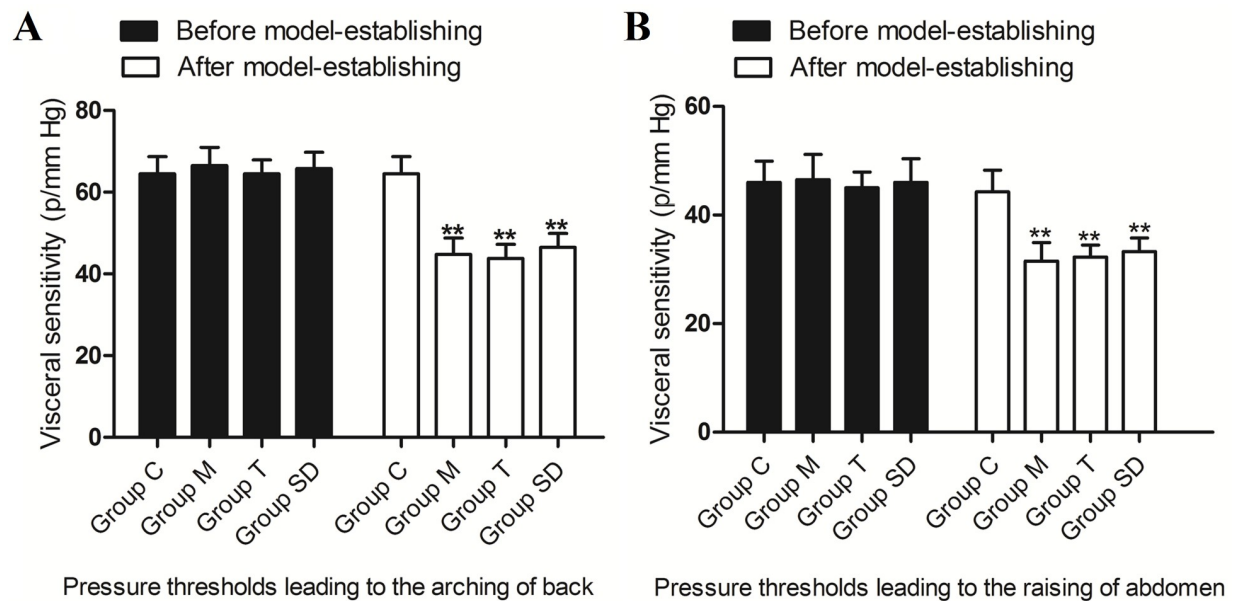 A
Before model-establishing
After model-establishing
Visceral sensitivity (p/mm Hg)
80
60
40
20
0
** ** **
Group C
Group M
Group T
Group SD
Group C
Group M
Group T
Group SD
Pressure thresholds leading to the arching of back
B
Before model-establishing
After model-establishing
Visceral sensitivity (p/mm Hg)
60
40
20
0
** ** **
Group C
Group M
Group T
Group SD
Group C
Group M
Group T
Group SD
Pressure thresholds leading to the raising of abdomen